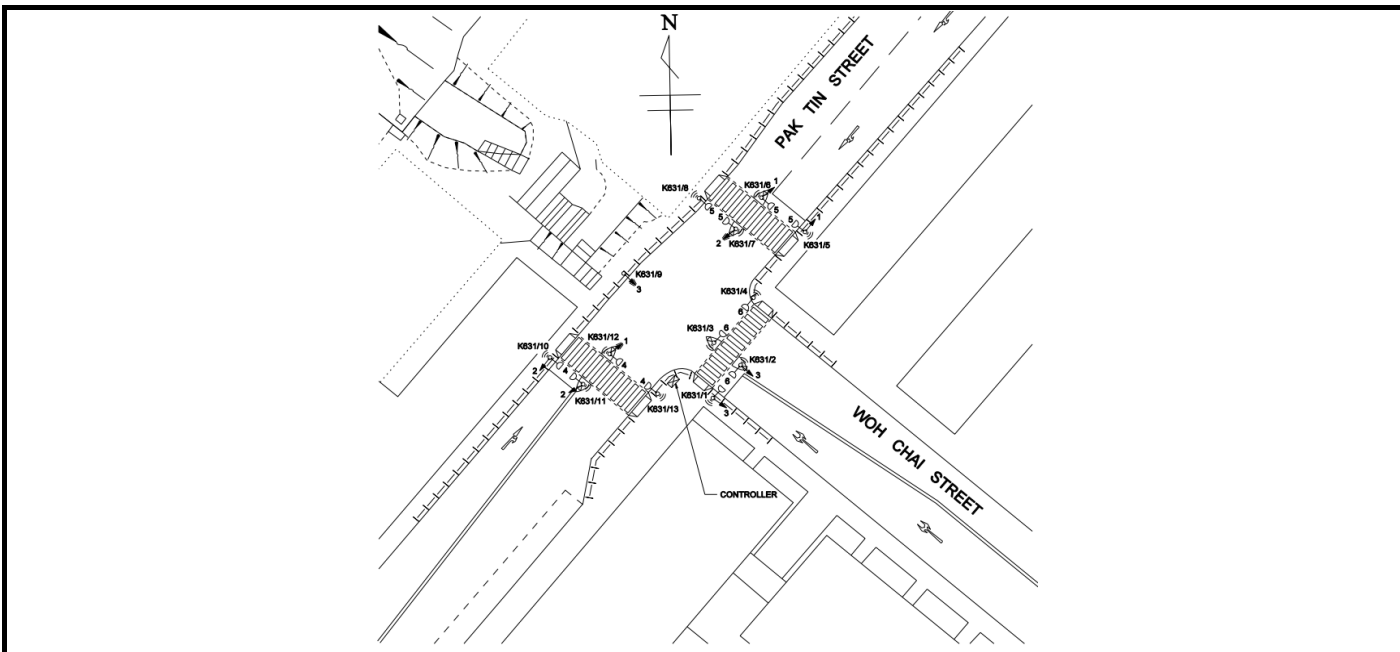 N
PAK TIN STREET
K631/8
K631/6
1
5
5
5
5
1
2
K631/7
K631/5
K631/9
3
K631/4
6
K631/12
1
K631/3
6
K631/10
4
K631/2
2
4
4
6
3
2
K631/11
K631/13
K631/1
3
WOH CHAI STREET
CONTROLLER